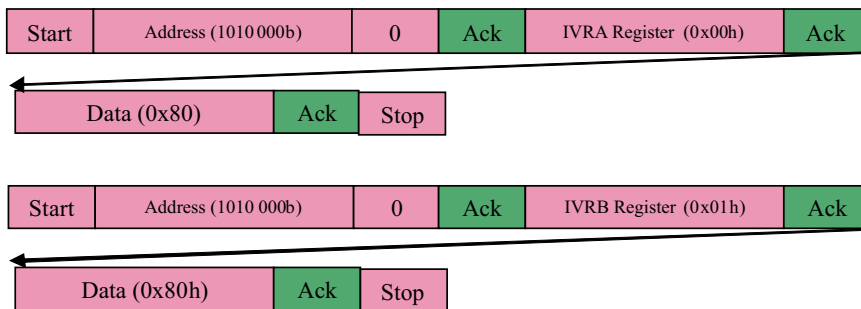 Start Address (1010 000b) 0 Ack IVRA Register (0x00h) Ack
Data (0x80) Ack Stop
Start Address (1010 000b) 0 Ack IVRB Register (0x01h) Ack
Data (0x80h) Ack Stop